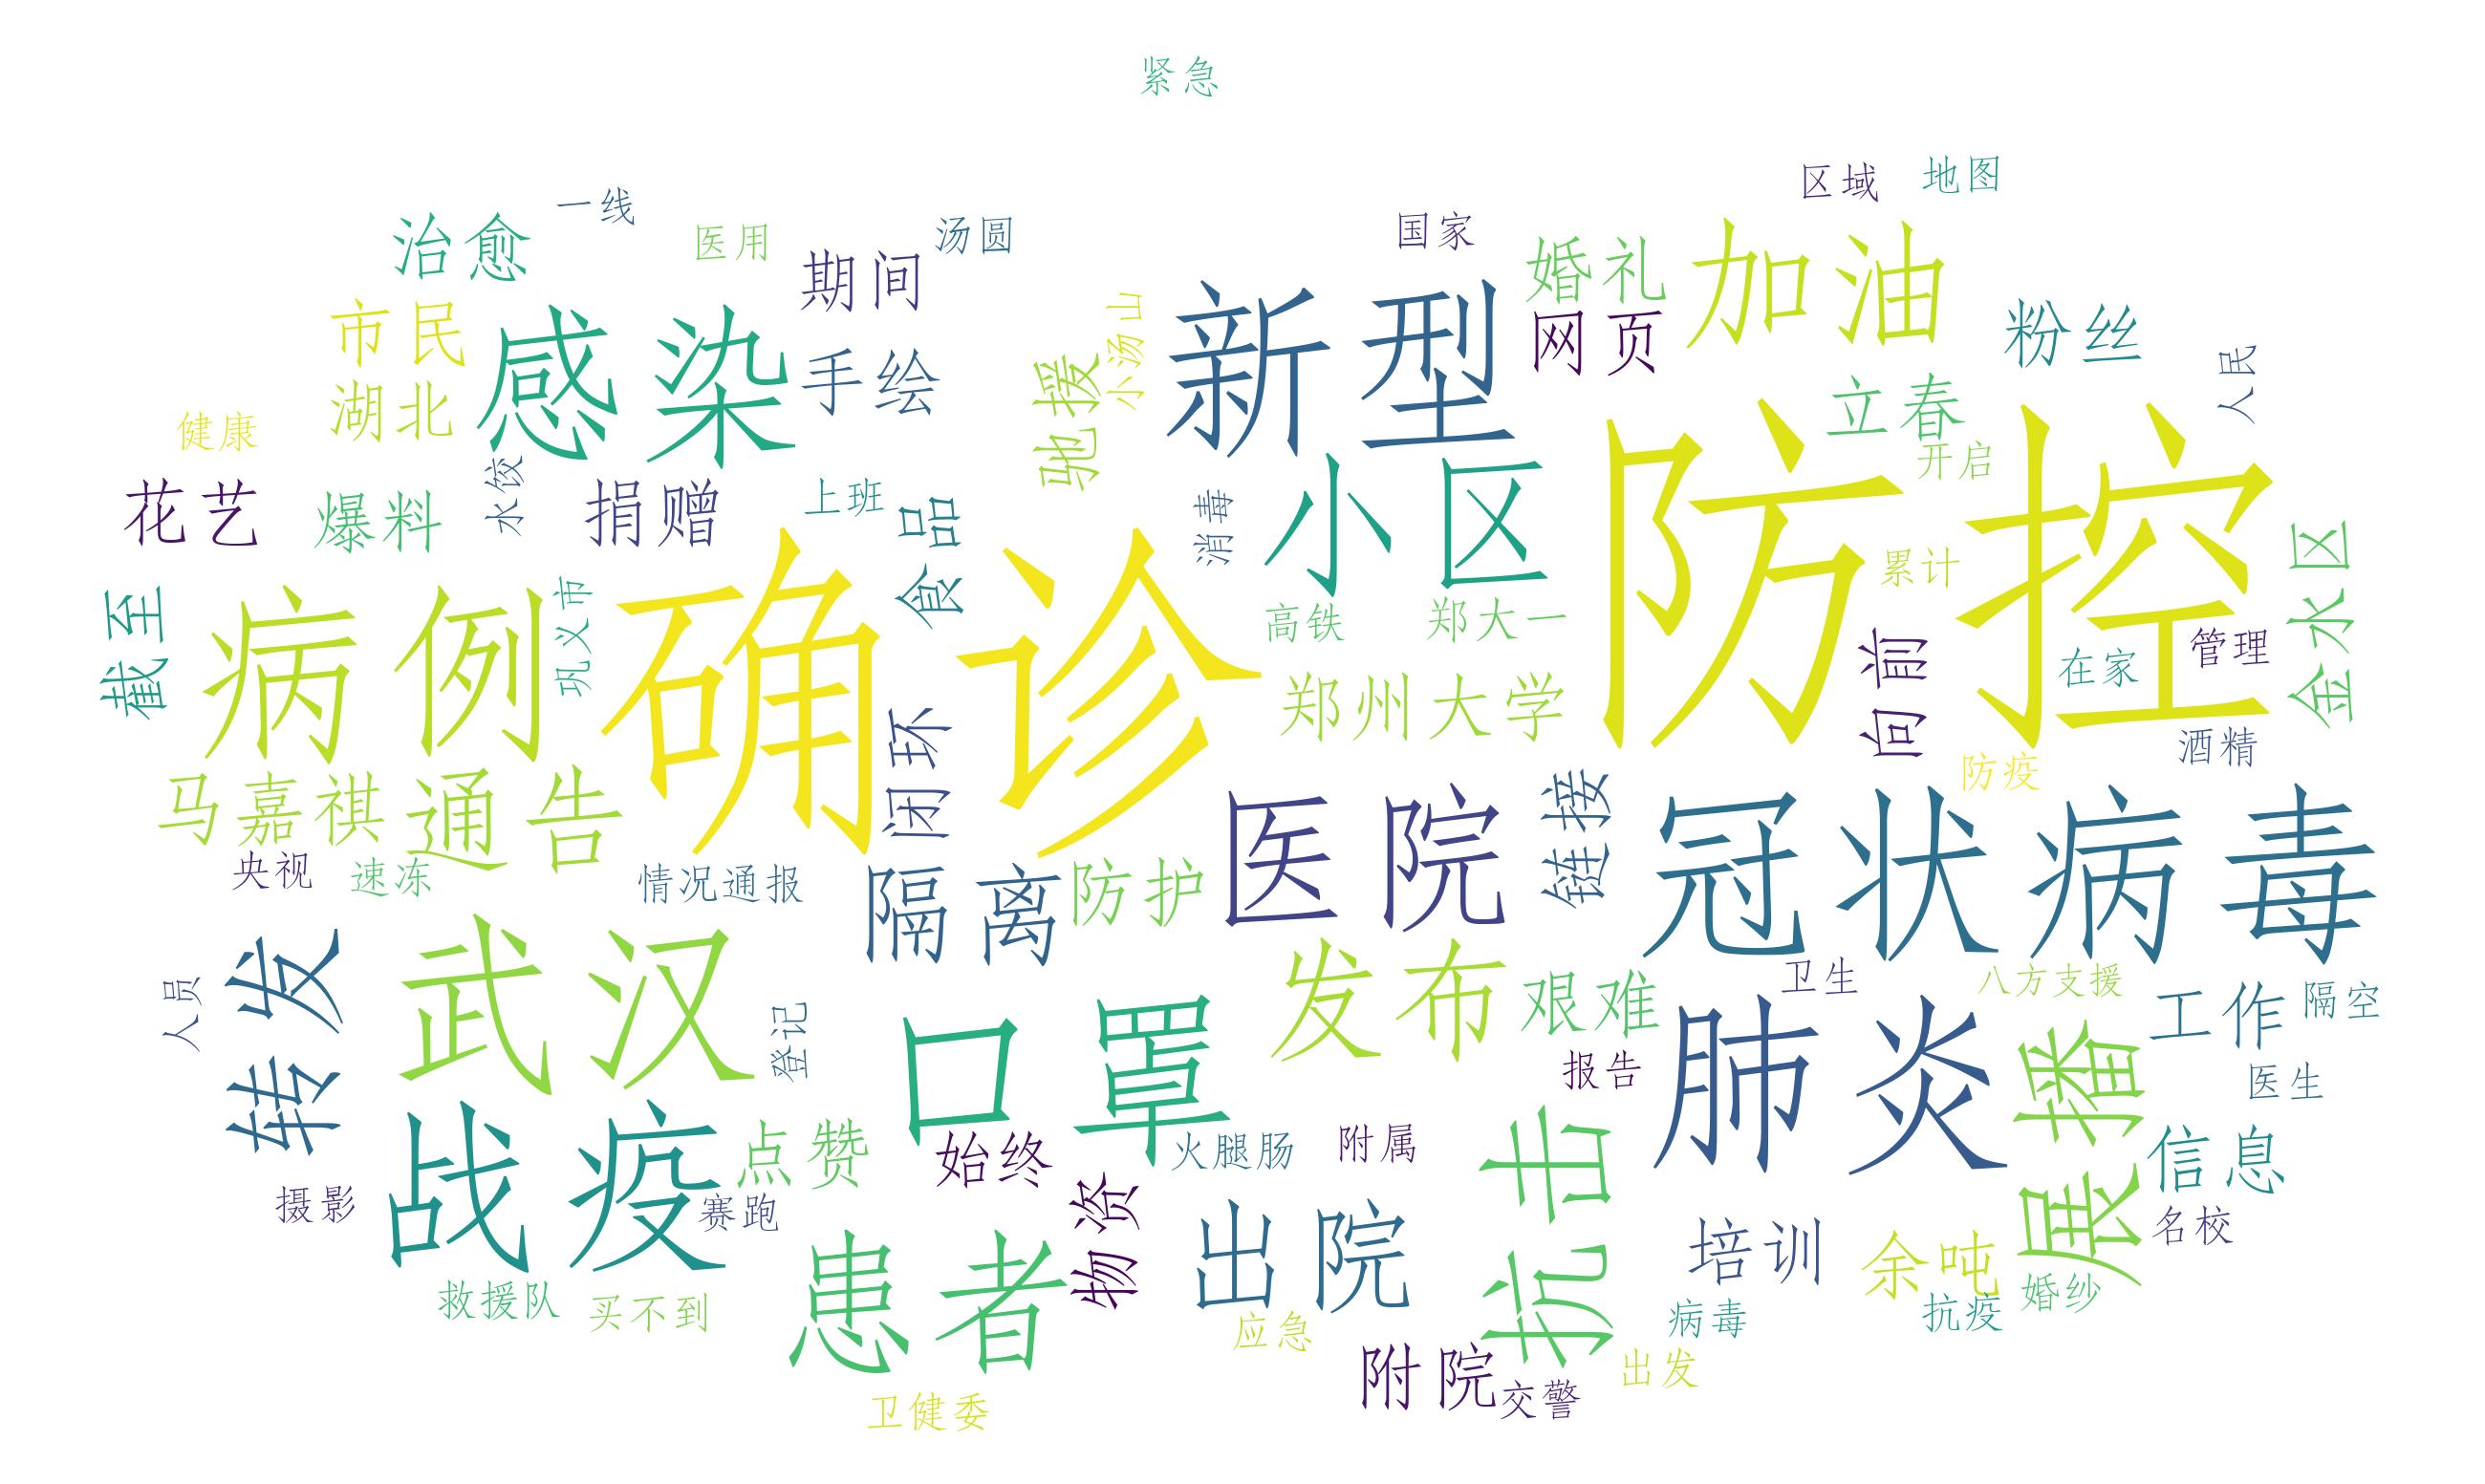 紧急
区域
地图
一线
治愈
医用
汤圆
期间
国家
婚礼
加油
市民
感染
小汤山
新型
网页
粉丝
湖北
手绘
驰援
立春
人民
健康
防控
开启
花艺
爆料
水饺
捐赠
上班
食品
消毒
小区
累计
金水区
截至
病例
巩义市
确诊
高铁
郑大一
向前
在家
管理
郑州大学
闭环
酒精
防疫
马嘉祺
通告
链接
冠状病毒
医院
央视
速冻
情况通报
隔离
防护
转发
武汉
人员
登记
口罩
发布
艰难
卫生
八方支援
工作
隔空
肺炎
报告
展播
医生
战疫
点赞
始终
火腿肠
附属
抗击
信息
摄影
赛跑
物资
出院
培训
余吨
名校
患者
救援队
买不到
应急
病毒
抗疫
婚纱
附院
交警
出发
卫健委